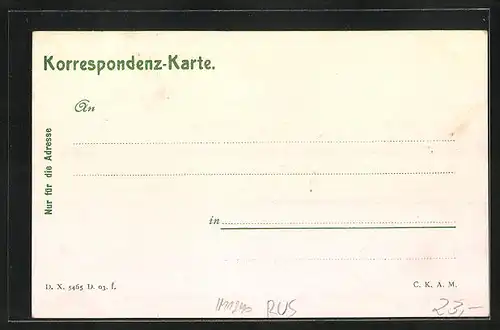 Korrespondenz-Karte.
An
Nur für die Adresse
in
D. X. 5465 D. 03. f.
C. K. A. M.
RUS
23,-